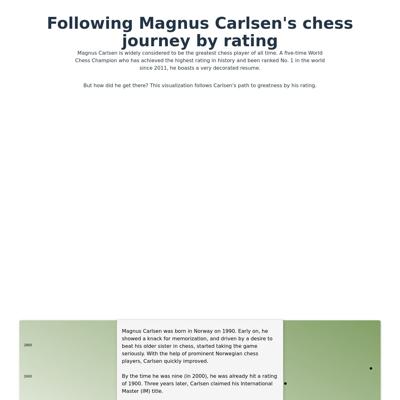 Following Magnus Carlsen's chess
journey by rating
Magnus Carlsen is widely considered to be the greatest chess player of all time. A five-time World
Chess Champion who has achieved the highest rating in history and been ranked No. 1 in the world
since 2011, he boasts a very decorated resume.
But how did he get there? This visualization follows Carlsen's path to greatness by his rating.
Magnus Carlsen was born in Norway on 1990. Early on, he
showed a knack for memorization, and driven by a desire to
beat his older sister in chess, started taking the game
seriously. With the help of prominent Norwegian chess
players, Carlsen quickly improved.
By the time he was nine (in 2000), he was already hit a rating
of 1900. Three years later, Carlsen claimed his International
Master (IM) title.